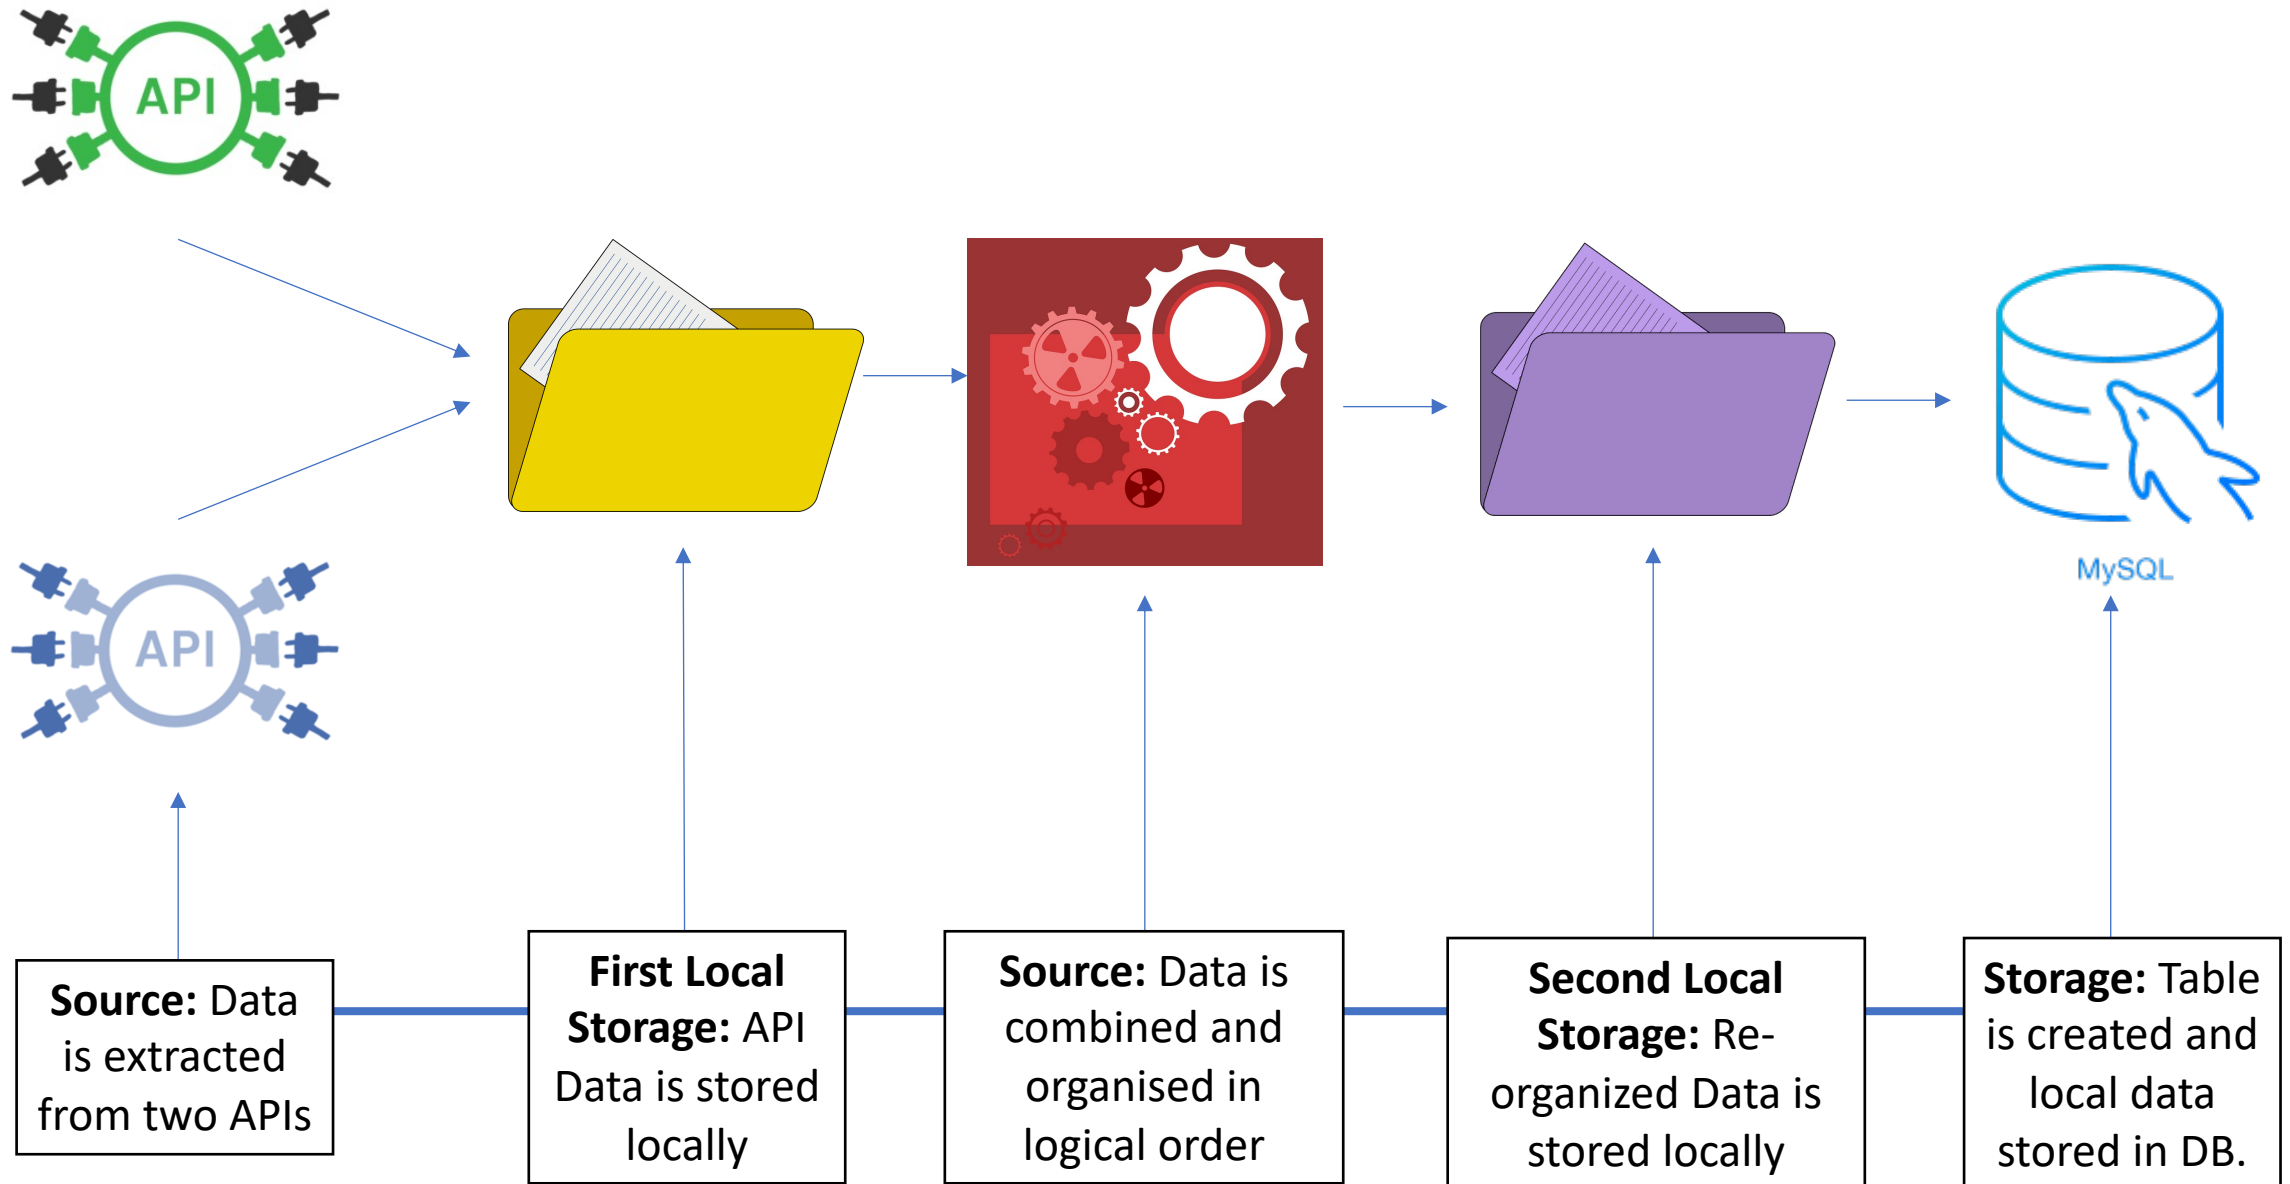 API
API
MySQL
Source: Data
is extracted
from two APIs
First Local
Storage: API
Data is stored
locally
Source: Data is
combined and
organised in
logical order
Second Local
Storage: Re-
organized Data is
stored locally
Storage: Table
is created and
local data
stored in DB.